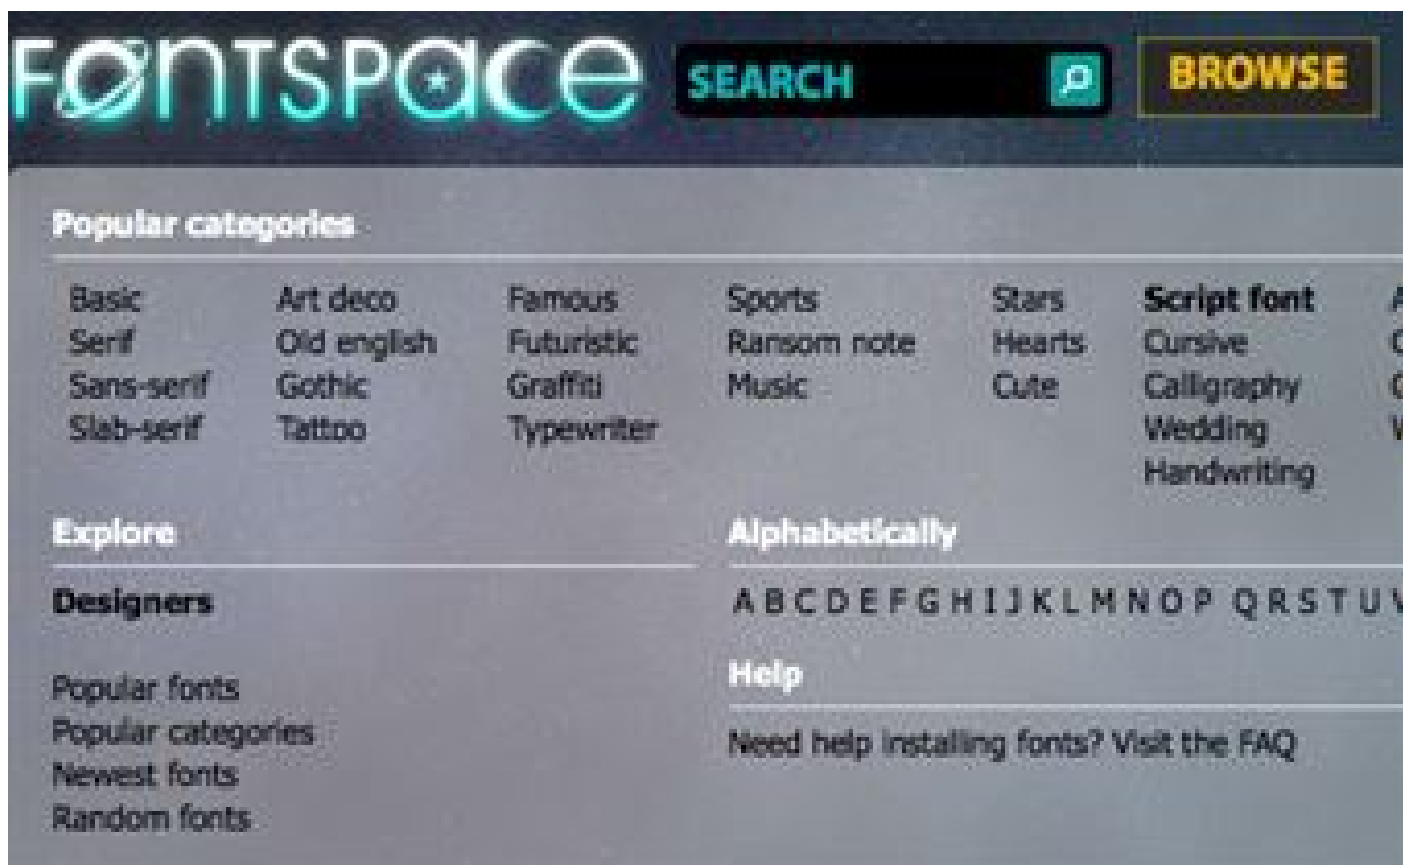 FONTSPACE
SEARCH
BROWSE
Popular categories
Basic Art deco Famous Sports Stars Script font
Serif Old english Futuristic Ransom note Hearts Cursive
Sans-serif Gothic Graffiti Music Cute Calligraphy
Slab-serif Tattoo Typewriter Wedding
Handwriting
Explore
Designers
Popular fonts
Popular categories
Newest fonts
Random fonts
Alphabetically
A B C D E F G H I J K L M N O P Q R S T U V
Help
Need help installing fonts? Visit the FAQ